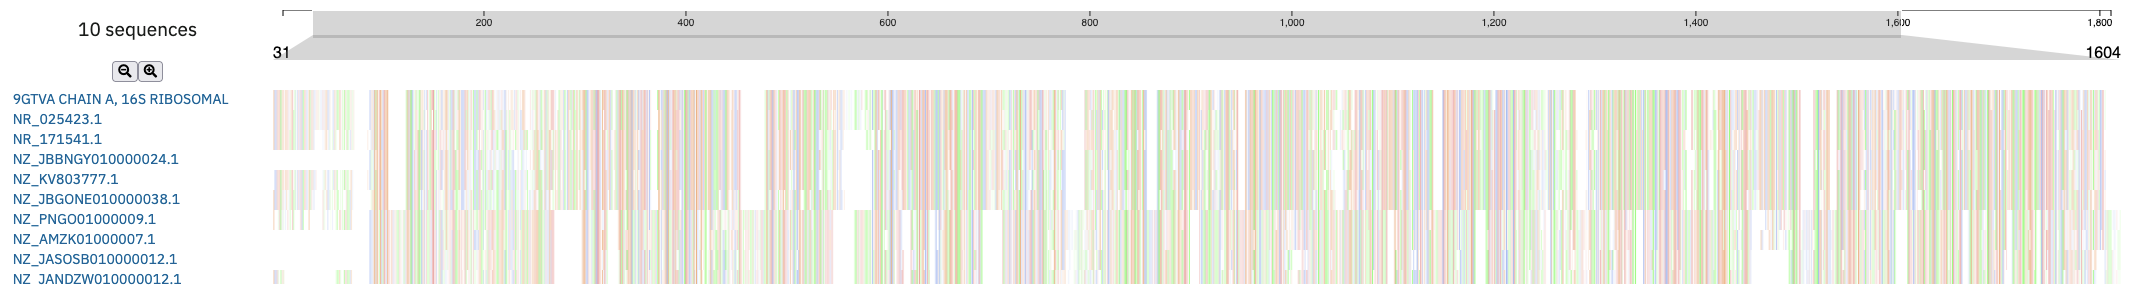 10 sequences
200 400 600 800 1,000 1,200 1,400 1,600 1,800
31 1604
9GTVA CHAIN A, 16S RIBOSOMAL
NR_025423.1
NR_171541.1
NZ_JBBNGY010000024.1
NZ_KV803777.1
NZ_JBGONE010000038.1
NZ_PNGO01000009.1
NZ_AMZK01000007.1
NZ_JASOSB010000012.1
NZ_JANDZW010000012.1